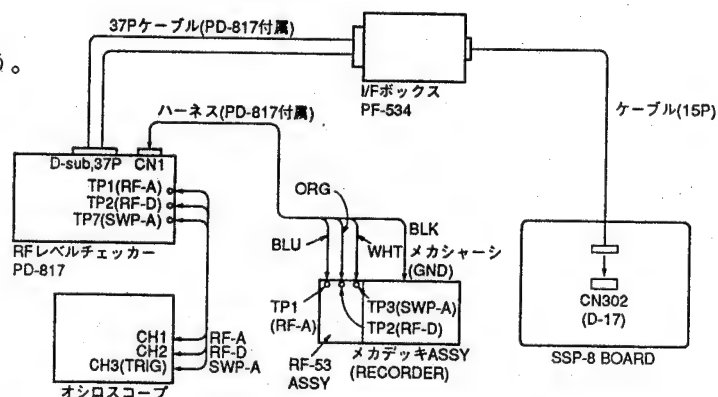 37Pケーブル(PD-817付属)
。
I/Fボックス
PF-534
ケーブル(15P)
ハーネス(PD-817付属)
D-sub,37P CN1
TP1(RF-A)
TP2(RF-D)
TP7(SWP-A)
RFレベルチェッカー
PD-817
ORG
BLU
WHT
BLK
メカシャーシ
(GND)
TP1
(RF-A)
TP3(SWP-A)
TP2(RF-D)
RF-53
ASSY
メカデッキASSY
(RECORDER)
CN302
(D-17)
SSP-8 BOARD
CH1 RF-A
CH2 RF-D
CH3(TRIG) SWP-A
オシロスコープ